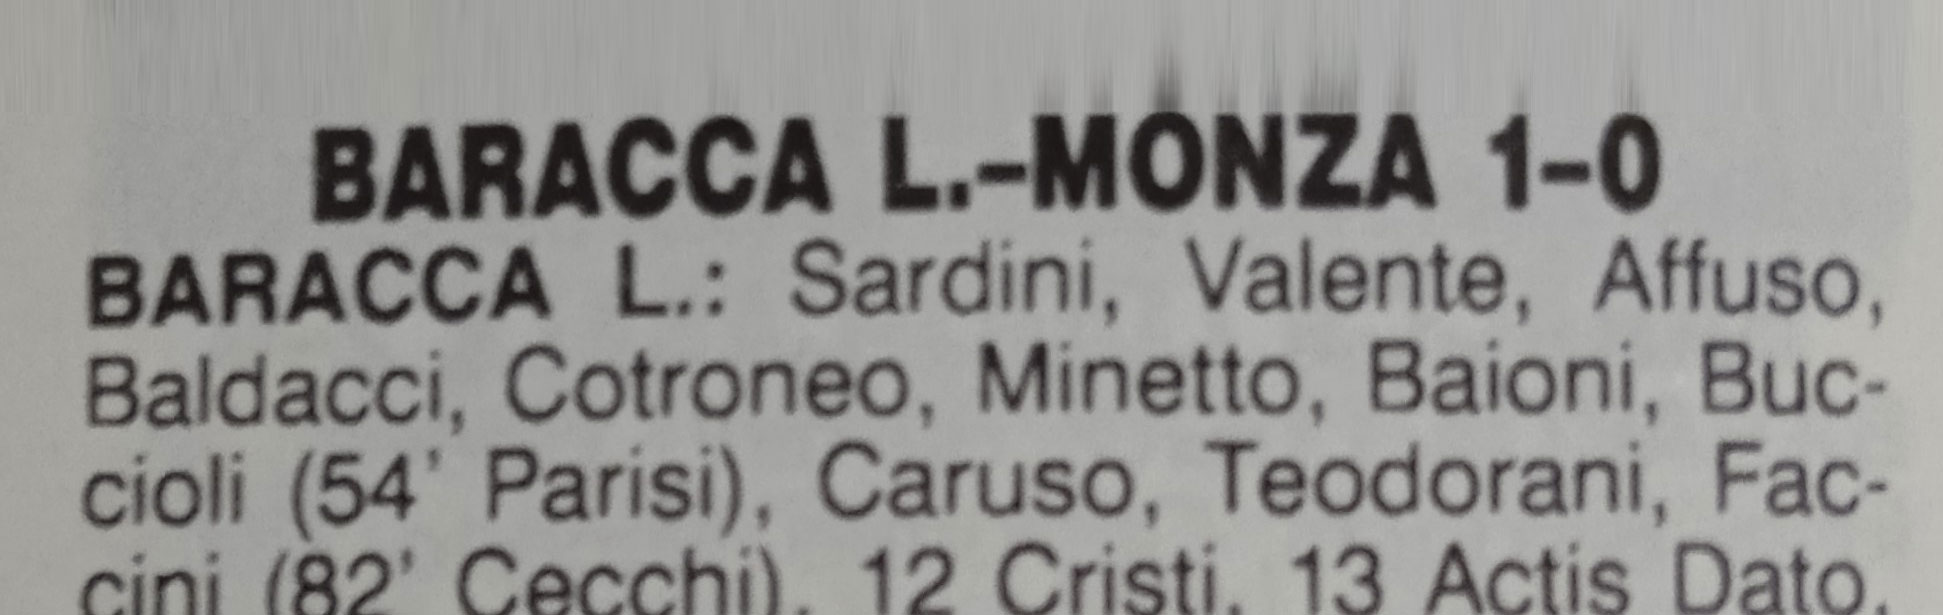 BARACCA L.-MONZA 1-0
BARACCA L.: Sardini, Valente, Affuso,
Baldacci, Cotroneo, Minetto, Baioni, Buc-
cioli (54' Parisi), Caruso, Teodorani, Fac-
cini (82' Cecchi), 12 Cristi, 13 Actis Dato,